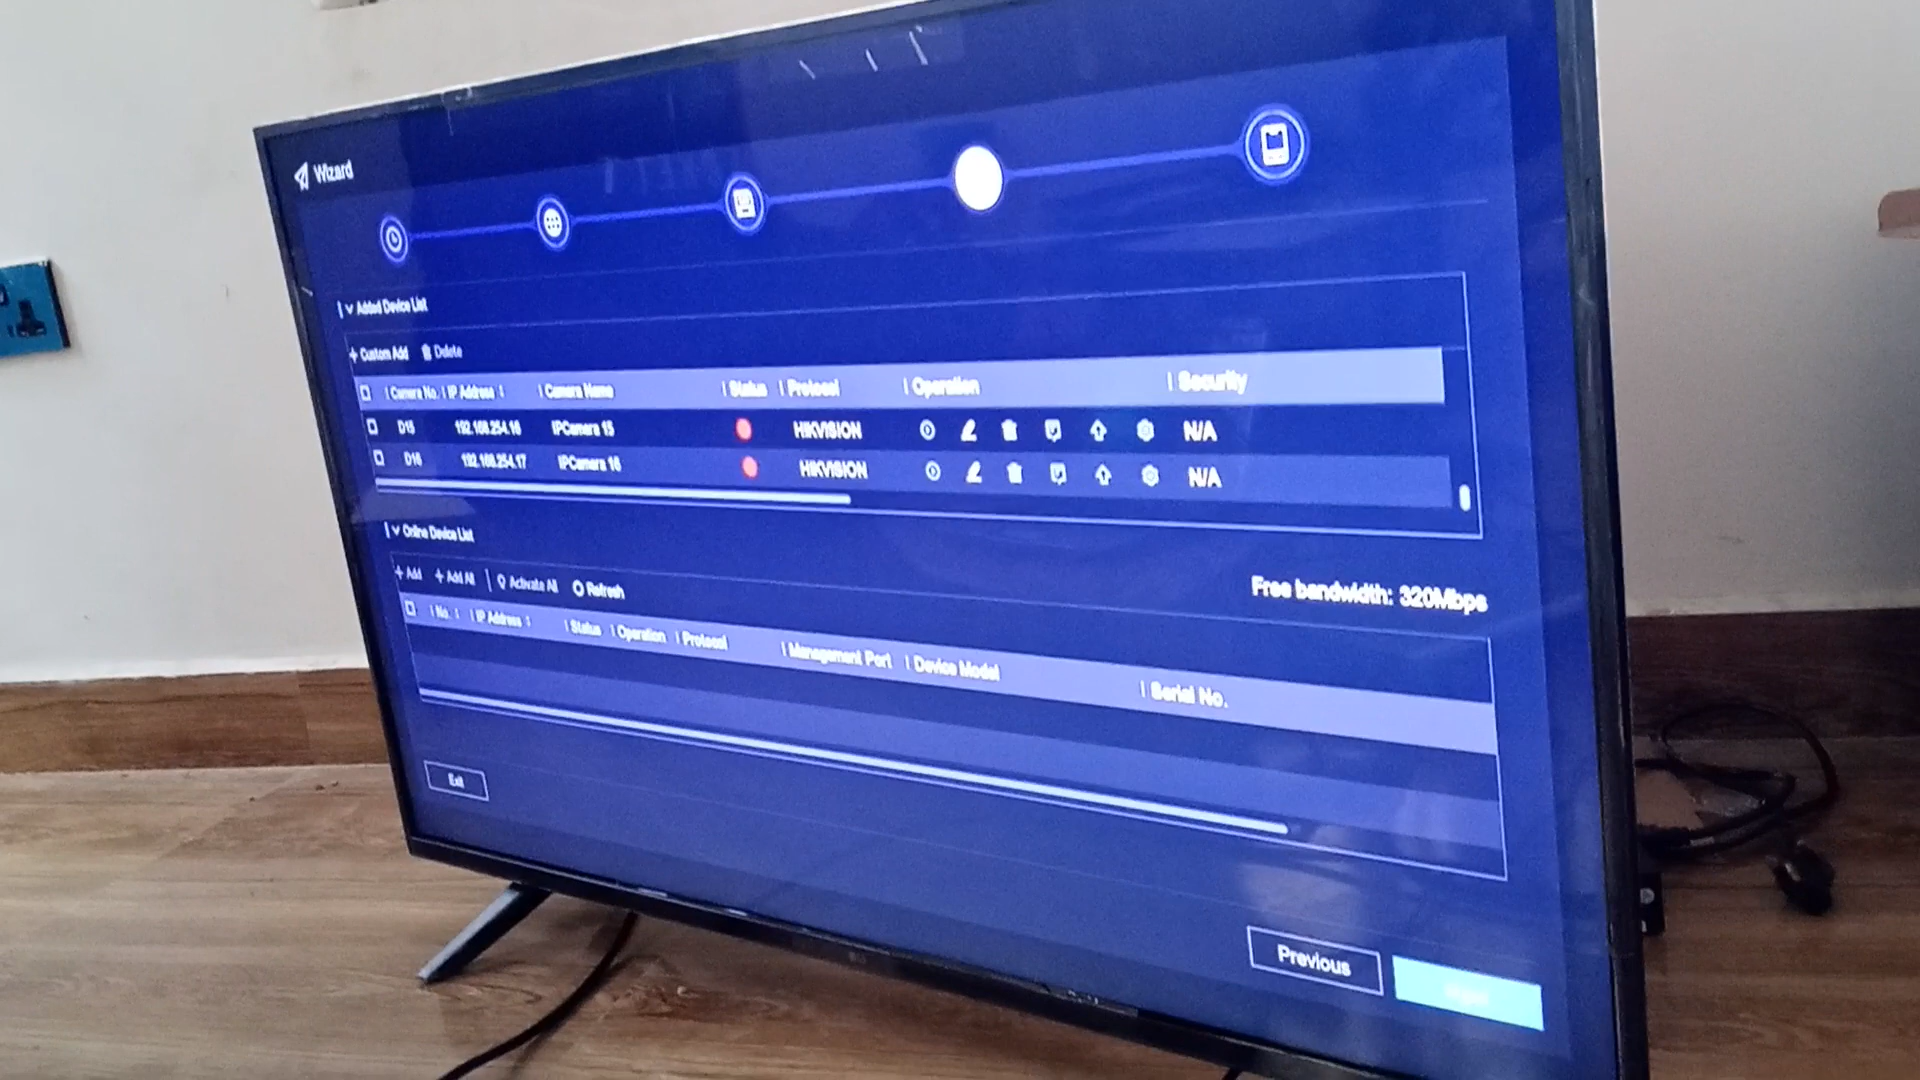 Wizard
Added Device List
+ Custom Add Delete
Camera No. IP Address Camera Name Status Protocol Operation Security
D15 192.168.254.16 IPCamera 15 HIKVISION N/A
D16 192.168.254.17 IPCamera 16 HIKVISION N/A
Online Device List
Free bandwidth: 320Mbps
+ Add + Add All Activate All Refresh
No. IP Address Status Operation Protocol Management Port Device Model Serial No.
Exit
Previous